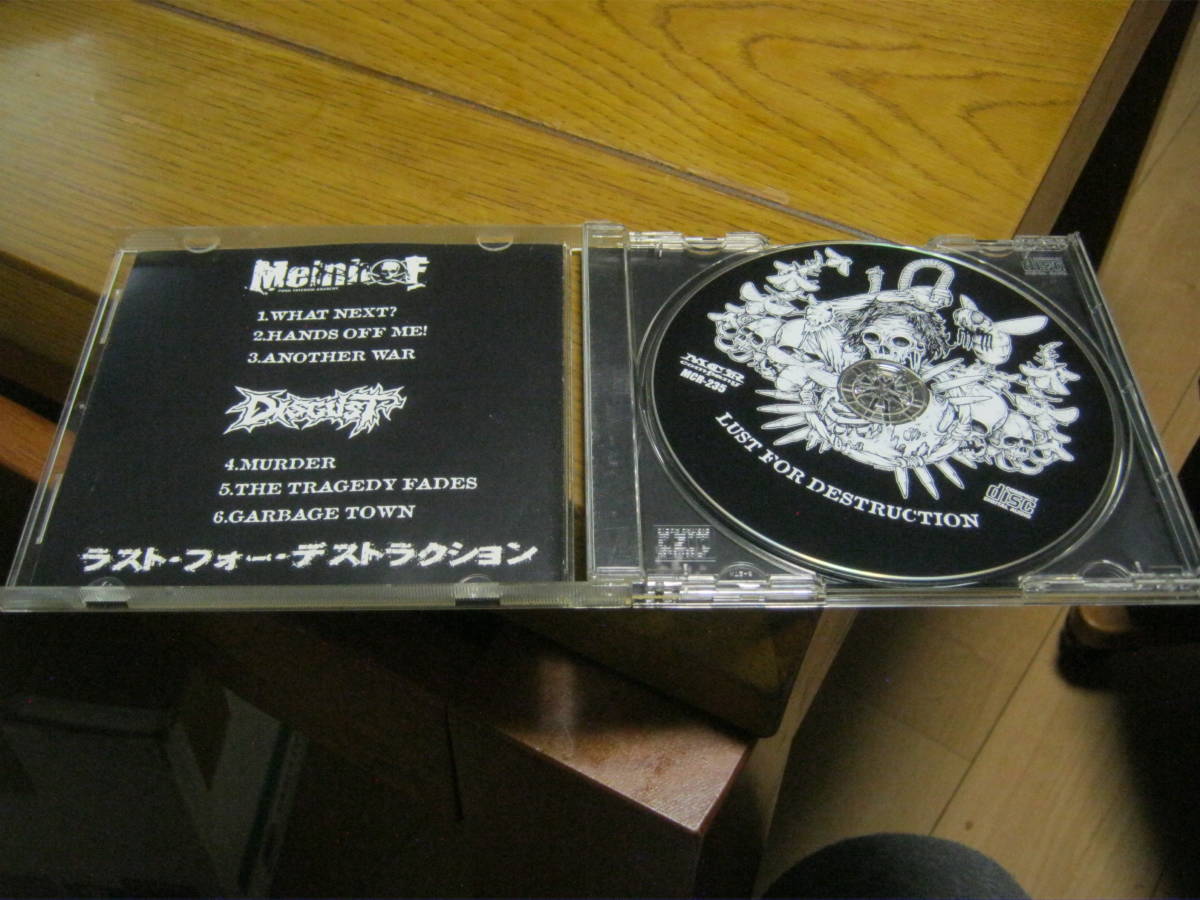 MeinhoF
1.WHAT NEXT?
2.HANDS OFF ME!
3.ANOTHER WAR
DISGUST
4.MURDER
5.THE TRAGEDY FADES
6.GARBAGE TOWN
ラスト・フォー・デストラクション
MCR
company
MCR-235
LUST FOR DESTRUCTION
disc